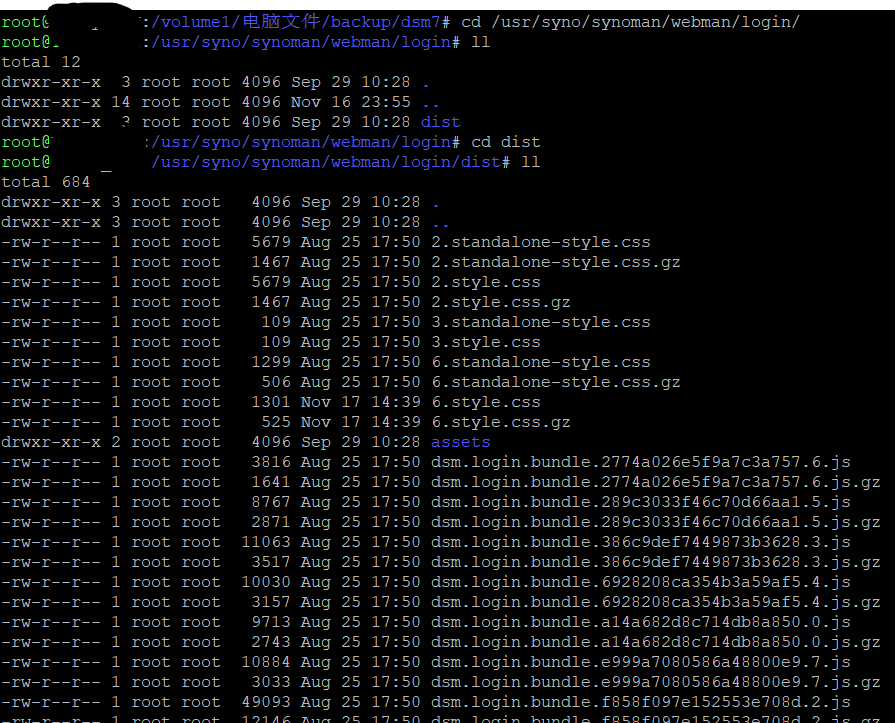 root@ :/volume1/电脑文件/backup/dsm7# cd /usr/syno/synoman/webman/login/
root@ :/usr/syno/synoman/webman/login# ll
total 12
drwxr-xr-x  3 root root 4096 Sep 29 10:28 .
drwxr-xr-x 14 root root 4096 Nov 16 23:55 ..
drwxr-xr-x  3 root root 4096 Sep 29 10:28 dist
root@ :/usr/syno/synoman/webman/login# cd dist
root@ /usr/syno/synoman/webman/login/dist# ll
total 684
drwxr-xr-x 3 root root   4096 Sep 29 10:28 .
drwxr-xr-x 3 root root   4096 Sep 29 10:28 ..
-rw-r--r-- 1 root root   5679 Aug 25 17:50 2.standalone-style.css
-rw-r--r-- 1 root root   1467 Aug 25 17:50 2.standalone-style.css.gz
-rw-r--r-- 1 root root   5679 Aug 25 17:50 2.style.css
-rw-r--r-- 1 root root   1467 Aug 25 17:50 2.style.css.gz
-rw-r--r-- 1 root root    109 Aug 25 17:50 3.standalone-style.css
-rw-r--r-- 1 root root    109 Aug 25 17:50 3.style.css
-rw-r--r-- 1 root root   1299 Aug 25 17:50 6.standalone-style.css
-rw-r--r-- 1 root root    506 Aug 25 17:50 6.standalone-style.css.gz
-rw-r--r-- 1 root root   1301 Nov 17 14:39 6.style.css
-rw-r--r-- 1 root root    525 Nov 17 14:39 6.style.css.gz
drwxr-xr-x 2 root root   4096 Sep 29 10:28 assets
-rw-r--r-- 1 root root   3816 Aug 25 17:50 dsm.login.bundle.2774a026e5f9a7c3a757.6.js
-rw-r--r-- 1 root root   1641 Aug 25 17:50 dsm.login.bundle.2774a026e5f9a7c3a757.6.js.gz
-rw-r--r-- 1 root root   8767 Aug 25 17:50 dsm.login.bundle.289c3033f46c70d66aa1.5.js
-rw-r--r-- 1 root root   2871 Aug 25 17:50 dsm.login.bundle.289c3033f46c70d66aa1.5.js.gz
-rw-r--r-- 1 root root  11063 Aug 25 17:50 dsm.login.bundle.386c9def7449873b3628.3.js
-rw-r--r-- 1 root root   3517 Aug 25 17:50 dsm.login.bundle.386c9def7449873b3628.3.js.gz
-rw-r--r-- 1 root root  10030 Aug 25 17:50 dsm.login.bundle.6928208ca354b3a59af5.4.js
-rw-r--r-- 1 root root   3157 Aug 25 17:50 dsm.login.bundle.6928208ca354b3a59af5.4.js.gz
-rw-r--r-- 1 root root   9713 Aug 25 17:50 dsm.login.bundle.a14a682d8c714db8a850.0.js
-rw-r--r-- 1 root root   2743 Aug 25 17:50 dsm.login.bundle.a14a682d8c714db8a850.0.js.gz
-rw-r--r-- 1 root root  10884 Aug 25 17:50 dsm.login.bundle.e999a7080586a48800e9.7.js
-rw-r--r-- 1 root root   3033 Aug 25 17:50 dsm.login.bundle.e999a7080586a48800e9.7.js.gz
-rw-r--r-- 1 root root  49093 Aug 25 17:50 dsm.login.bundle.f858f097e152553e708d.2.js
-rw-r--r-- 1 root root  12146 Aug 25 17:50 dsm.login.bundle.f858f097e152553e708d.2.js.gz